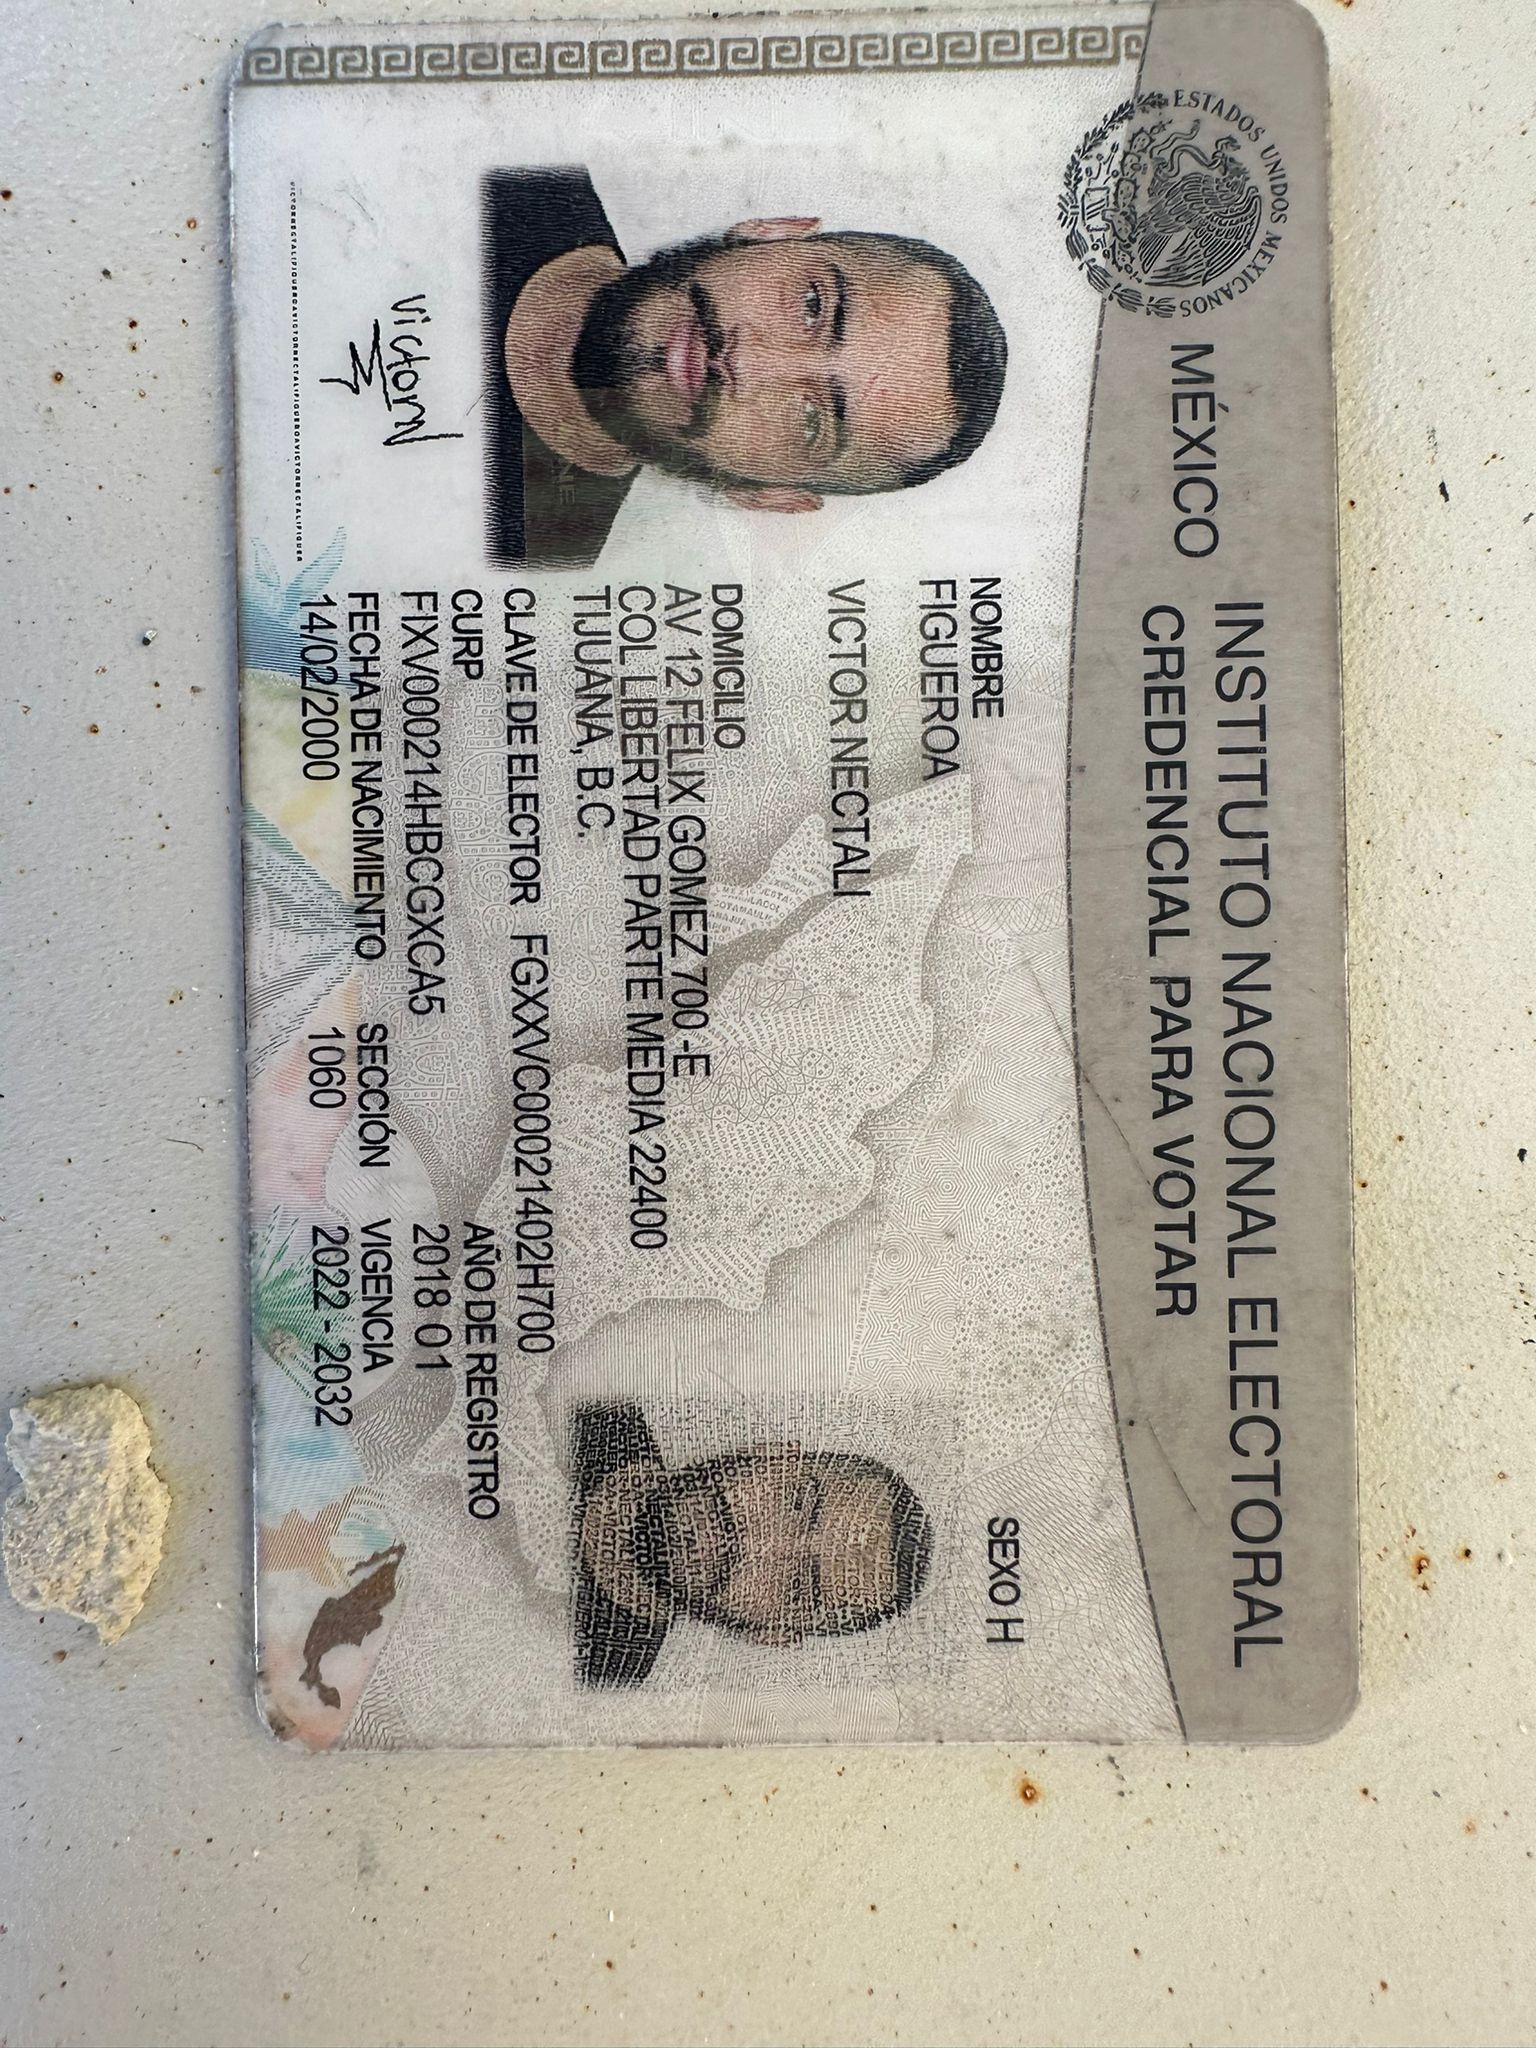 ESTADOS UNIDOS MEXICANOS
MÉXICO
INSTITUTO NACIONAL ELECTORAL
CREDENCIAL PARA VOTAR
NOMBRE
FIGUEROA
VICTOR NECTALI
SEXO H
DOMICILIO
AV 12 FELIX GOMEZ 700 -E
COL LIBERTAD PARTE MEDIA 22400
TIJUANA, B.C.
CLAVE DE ELECTOR FGXXVC00021402H700
CURP
FIXV000214HBCGXCA5
AÑO DE REGISTRO
2018 01
FECHA DE NACIMIENTO
14/02/2000
SECCIÓN
1060
VIGENCIA
2022 - 2032